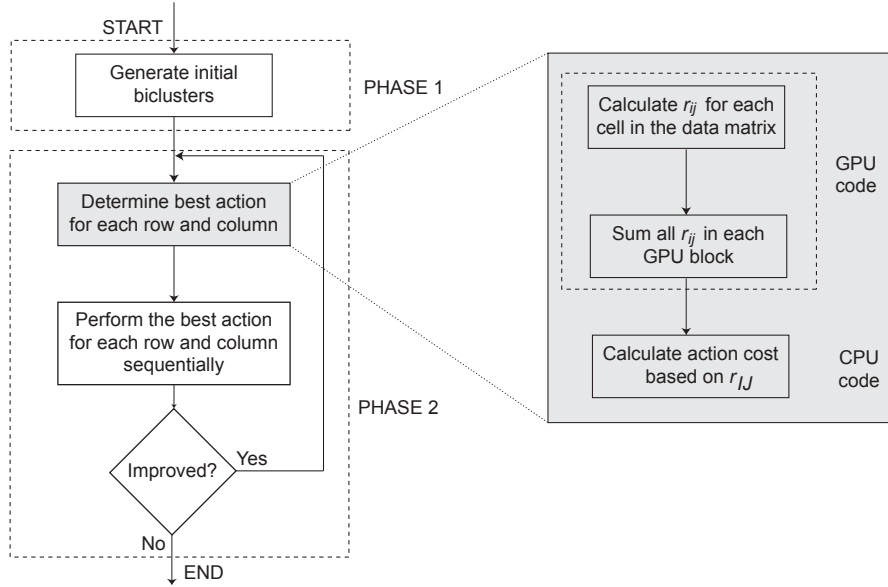 START
Generate initial
biclusters
PHASE 1
Determine best action
for each row and column
Perform the best action
for each row and column
sequentially
PHASE 2
Improved?
Yes
No
END
Calculate r_ij for each
cell in the data matrix
GPU
code
Sum all r_ij in each
GPU block
Calculate action cost
based on r_IJ
CPU
code